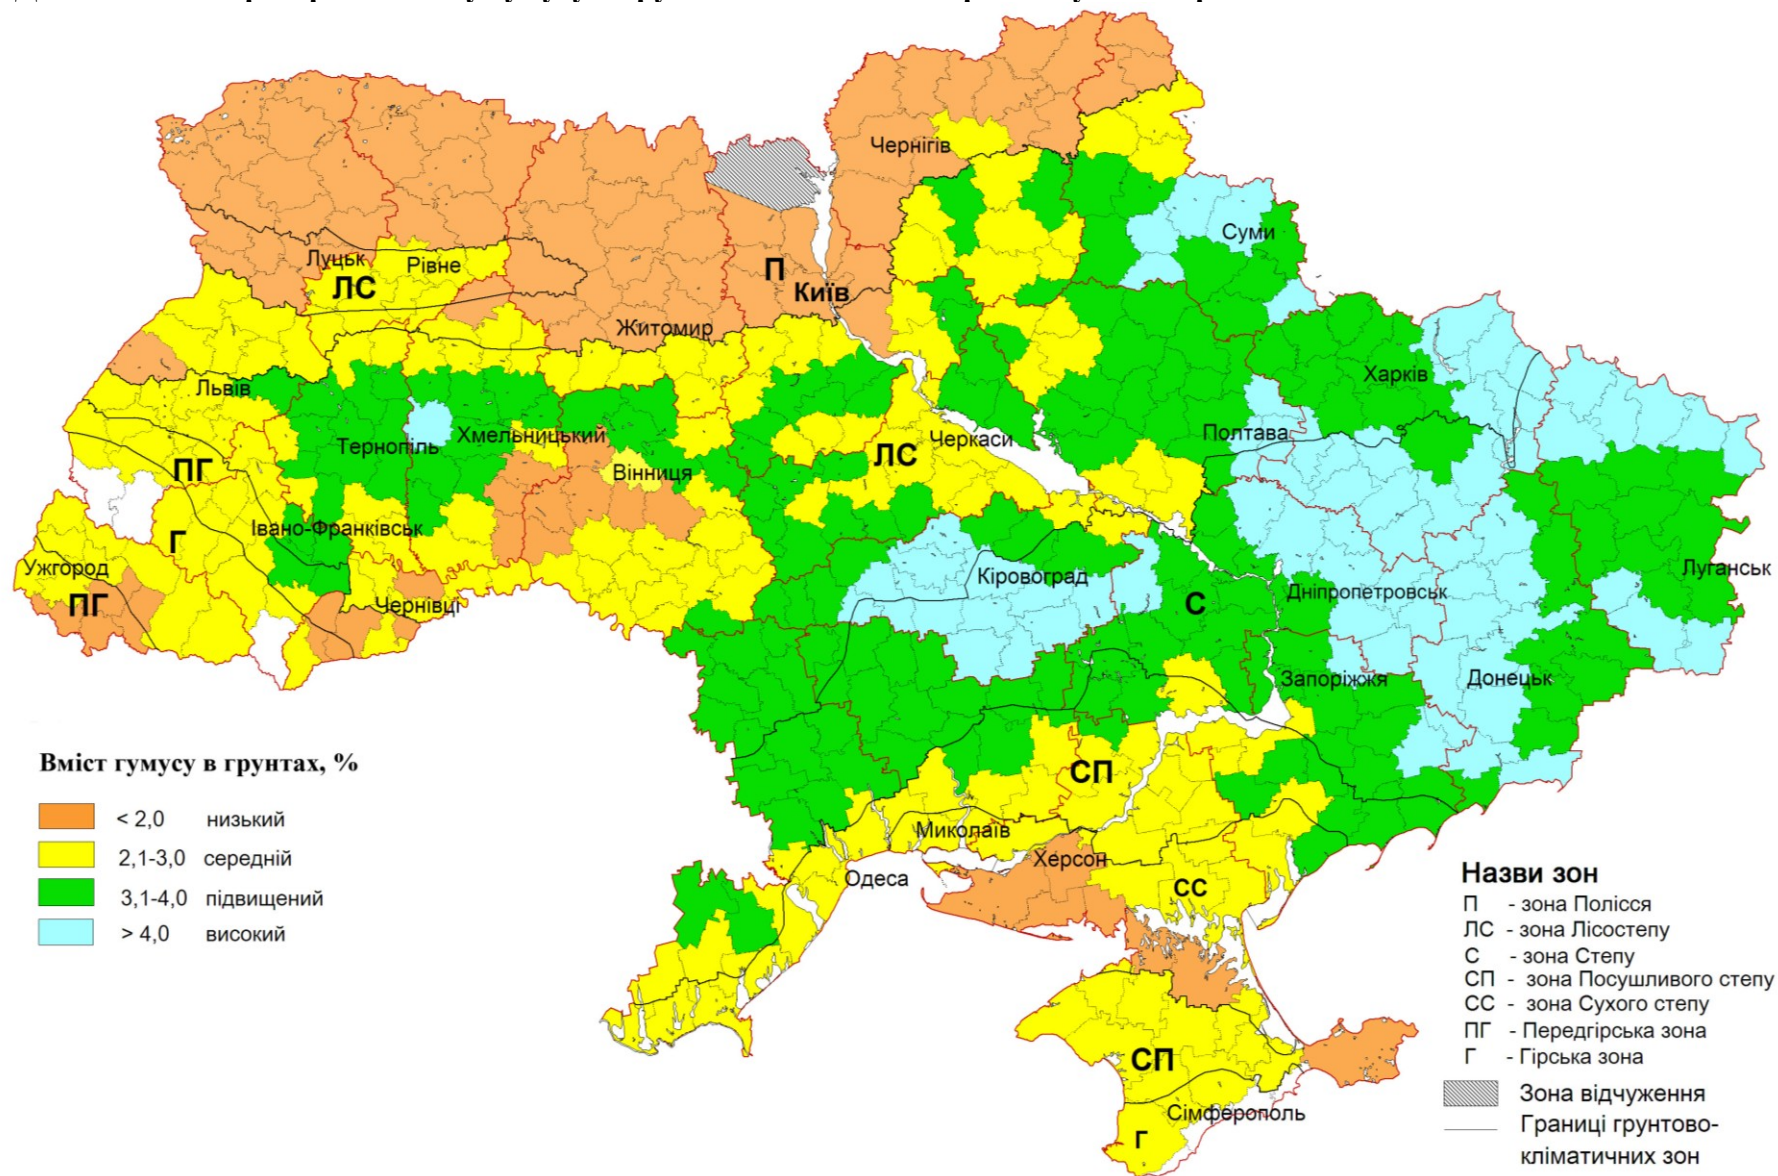 Чернігів
Суми
Луцьк
Рівне
ЛС
П
Київ
Житомир
Харків
Львів
Тернопіль
Хмельницький
Вінниця
ЛС
Черкаси
Полтава
ПГ
Г
Івано-Франківськ
Ужгород
ПГ
Чернівці
Кіровоград
С
Дніпропетровськ
Луганськ
Запоріжжя
Донецьк
СП
Миколаїв
Херсон
Одеса
СС
СП
Сімферополь
Г
Вміст гумусу в грунтах, %
< 2,0 низький
2,1-3,0 середній
3,1-4,0 підвищений
> 4,0 високий
Назви зон
П - зона Полісся
ЛС - зона Лісостепу
С - зона Степу
СП - зона Посушливого степу
СС - зона Сухого степу
ПГ - Передгірська зона
Г - Гірська зона
Зона відчуження
Границі грунтово-
кліматичних зон